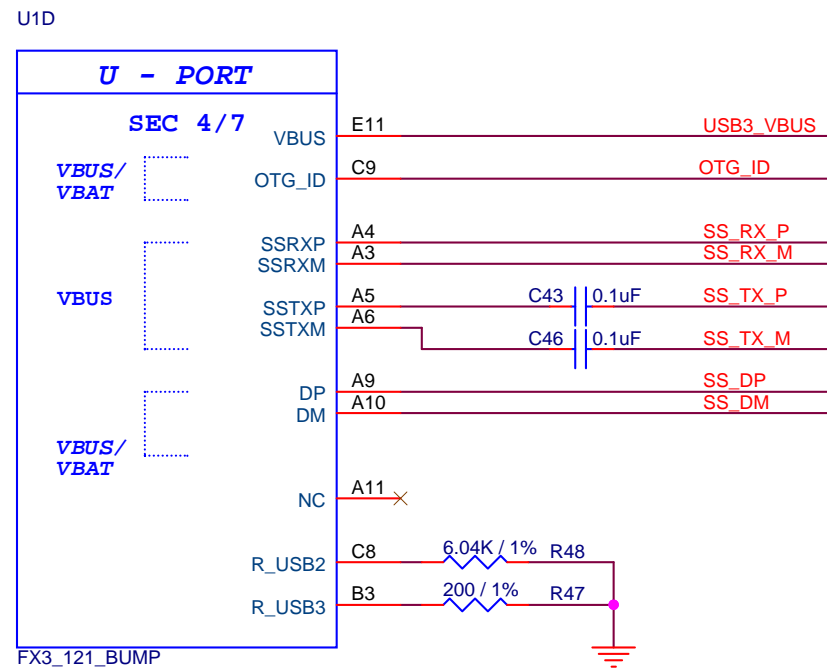 U1D
U - PORT
SEC 4/7
VBUS E11 USB3_VBUS
VBUS/
VBAT
OTG_ID C9 OTG_ID
SSRXP A4 SS_RX_P
SSRXM A3 SS_RX_M
VBUS
SSTXP A5 C43 0.1uF SS_TX_P
SSTXM A6 C46 0.1uF SS_TX_M
DP A9 SS_DP
DM A10 SS_DM
VBUS/
VBAT
NC A11
R_USB2 C8 6.04K / 1% R48
R_USB3 B3 200 / 1% R47
FX3_121_BUMP